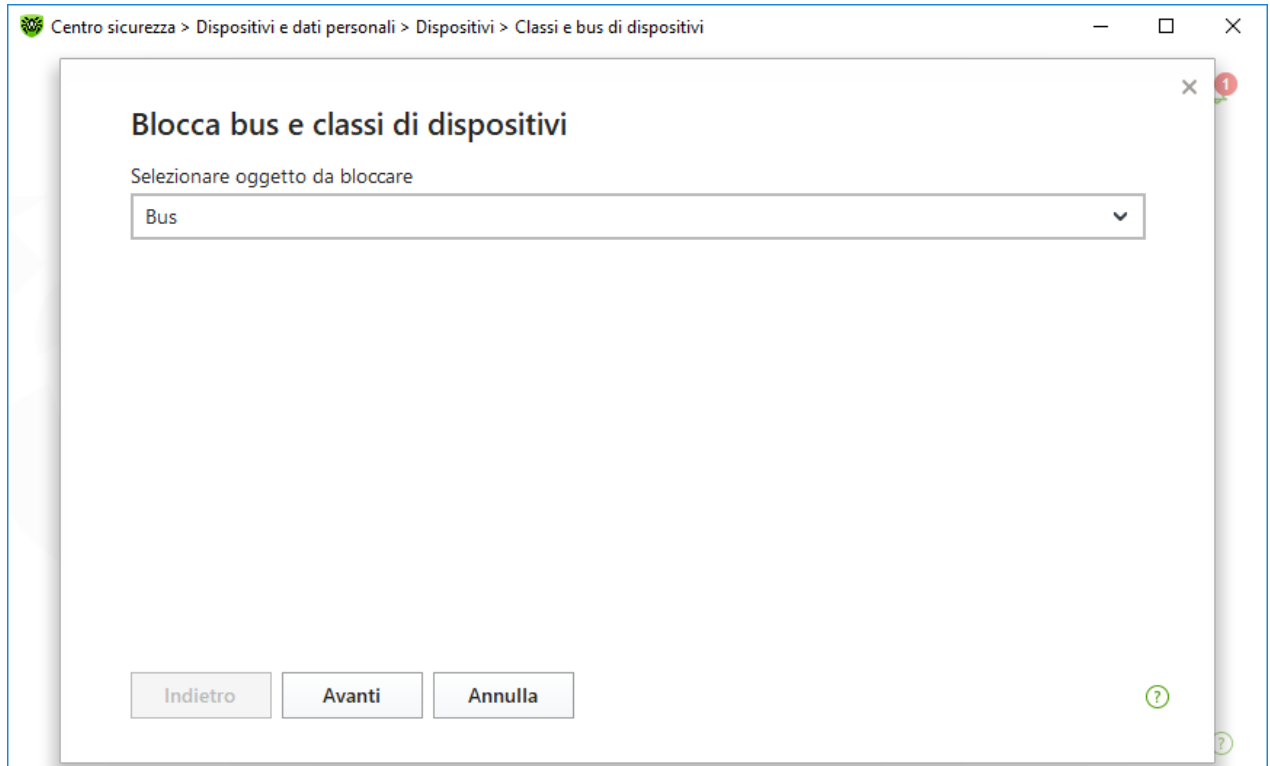 Centro sicurezza > Dispositivi e dati personali > Dispositivi > Classi e bus di dispositivi
1
Blocca bus e classi di dispositivi
Selezionare oggetto da bloccare
Bus
Indietro Avanti Annulla ?
?